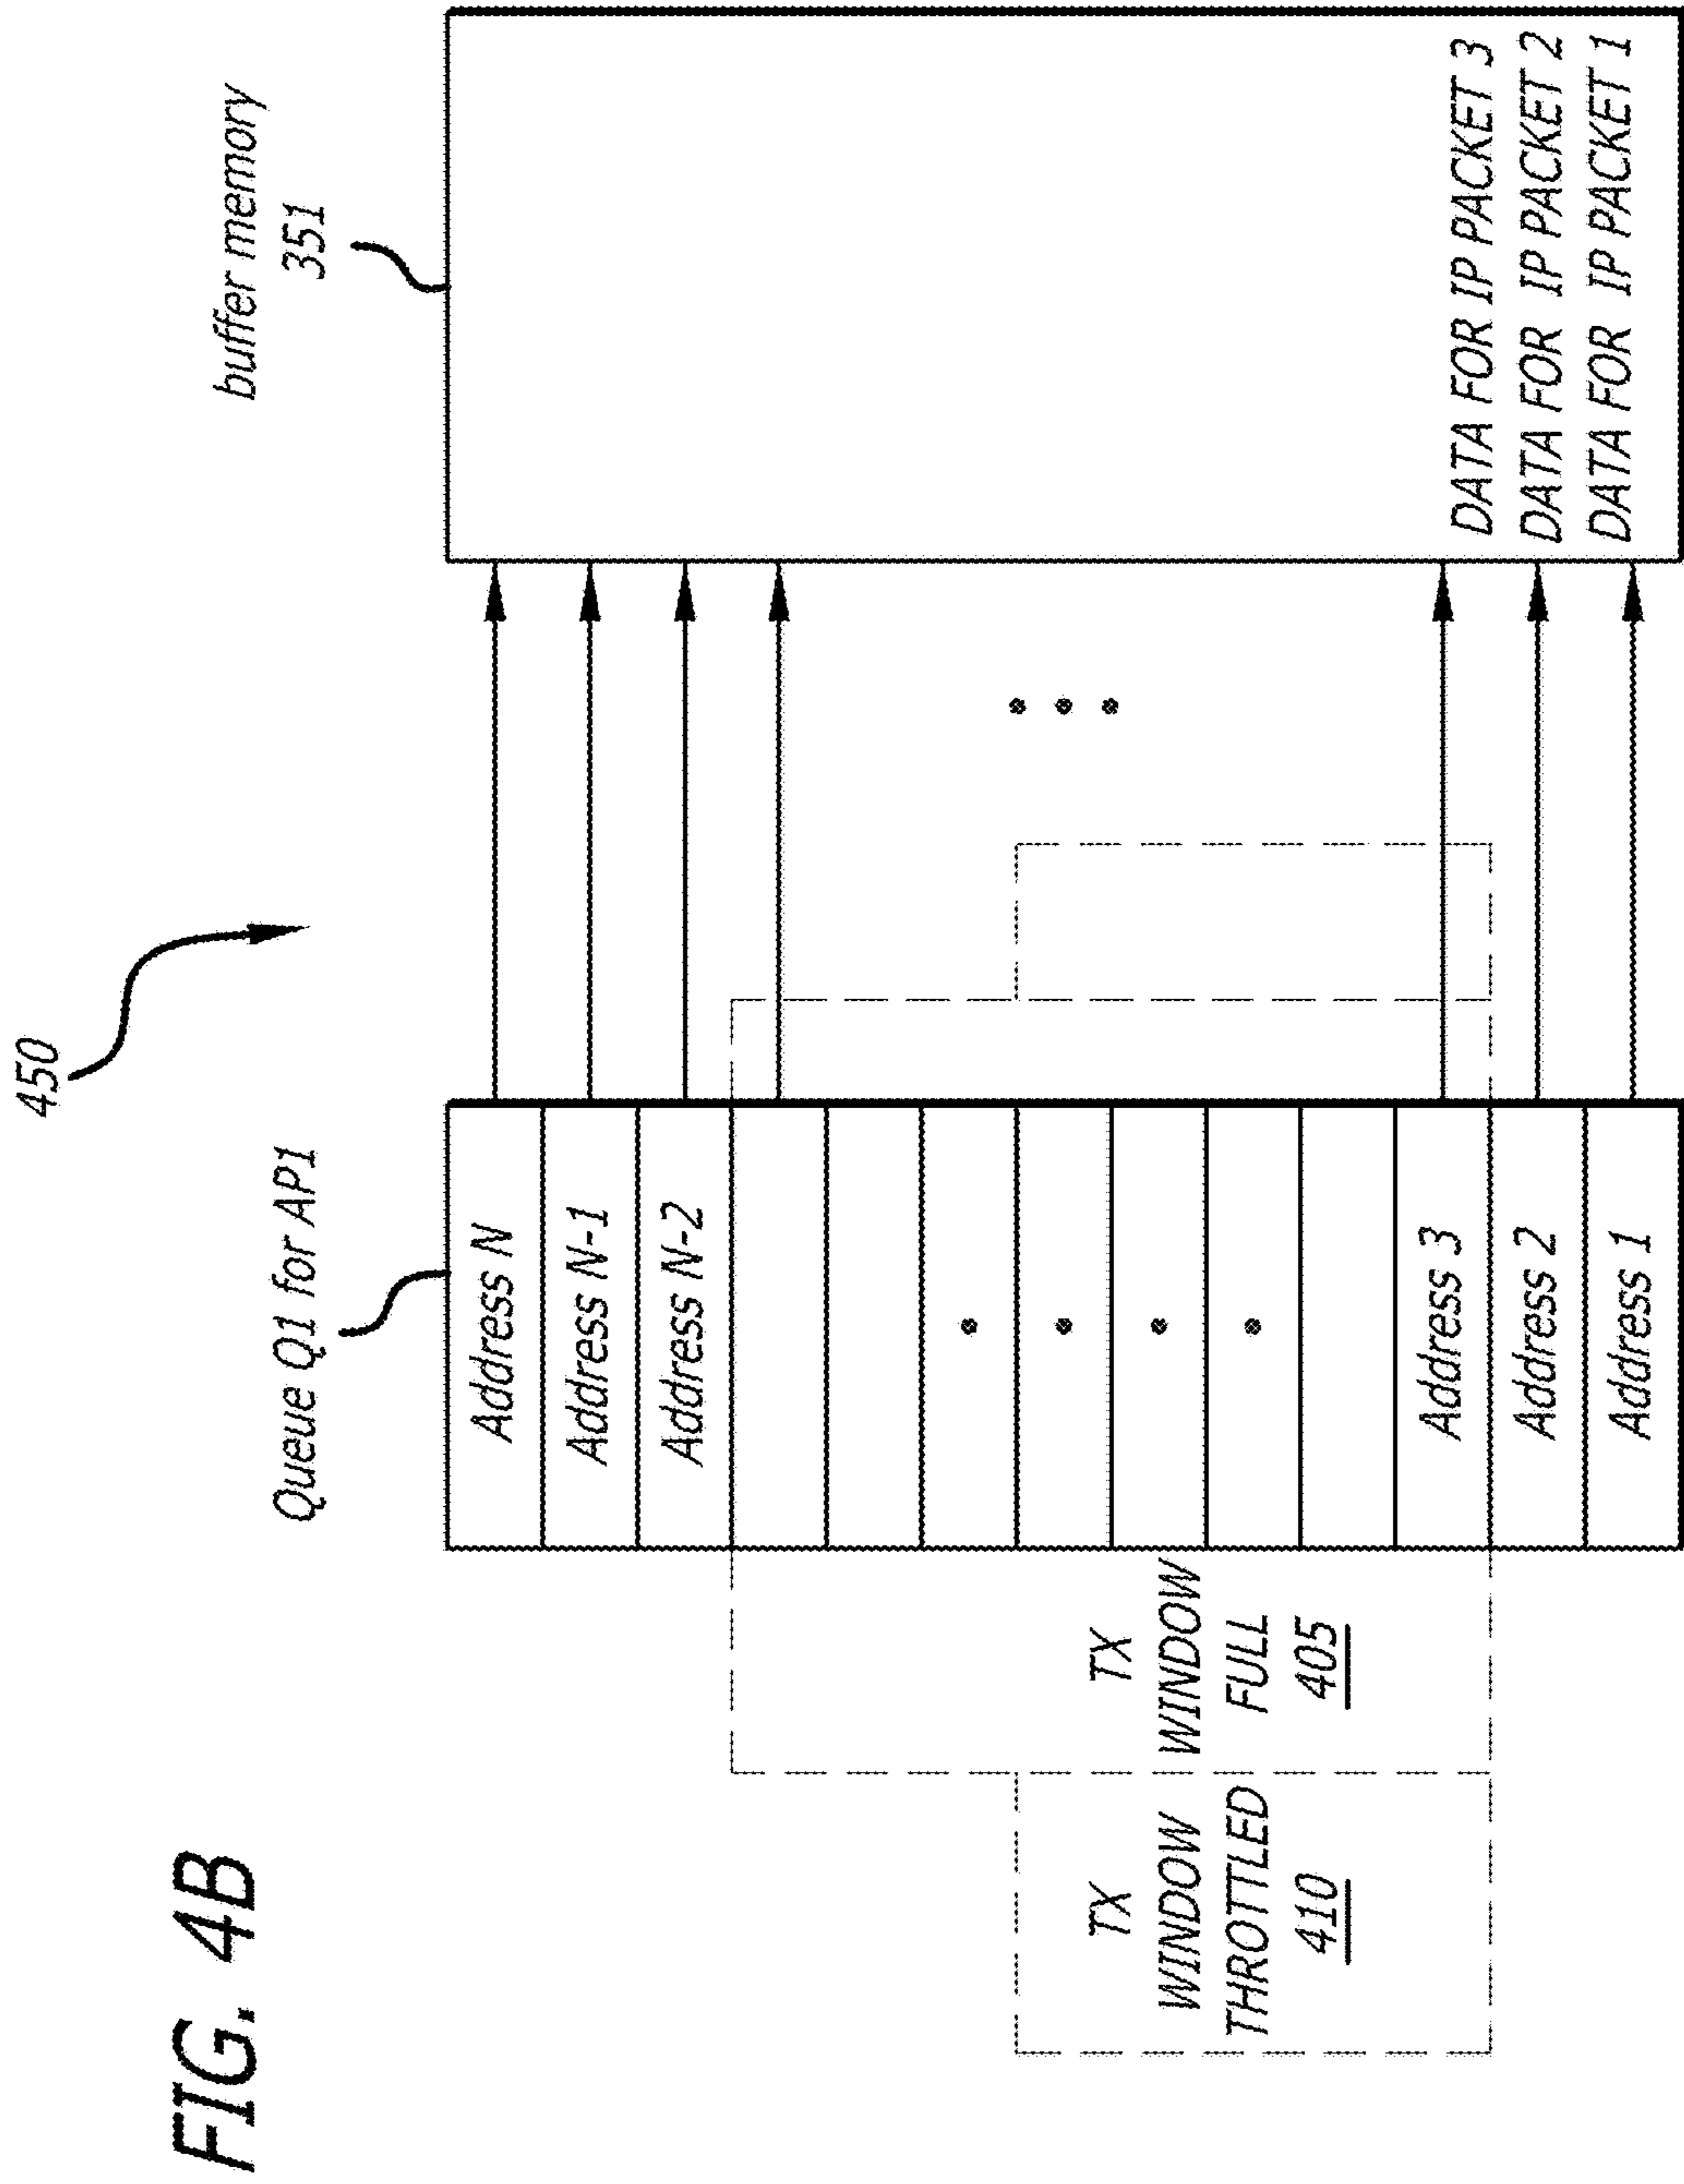 FIG. 4B
450
Queue Q1 for AP1
buffer memory
351
Address N
Address N-1
Address N-2
Address 3
Address 2
Address 1
TX
WINDOW
FULL
405
TX
WINDOW
THROTTLED
410
DATA FOR IP PACKET 3
DATA FOR IP PACKET 2
DATA FOR IP PACKET 1